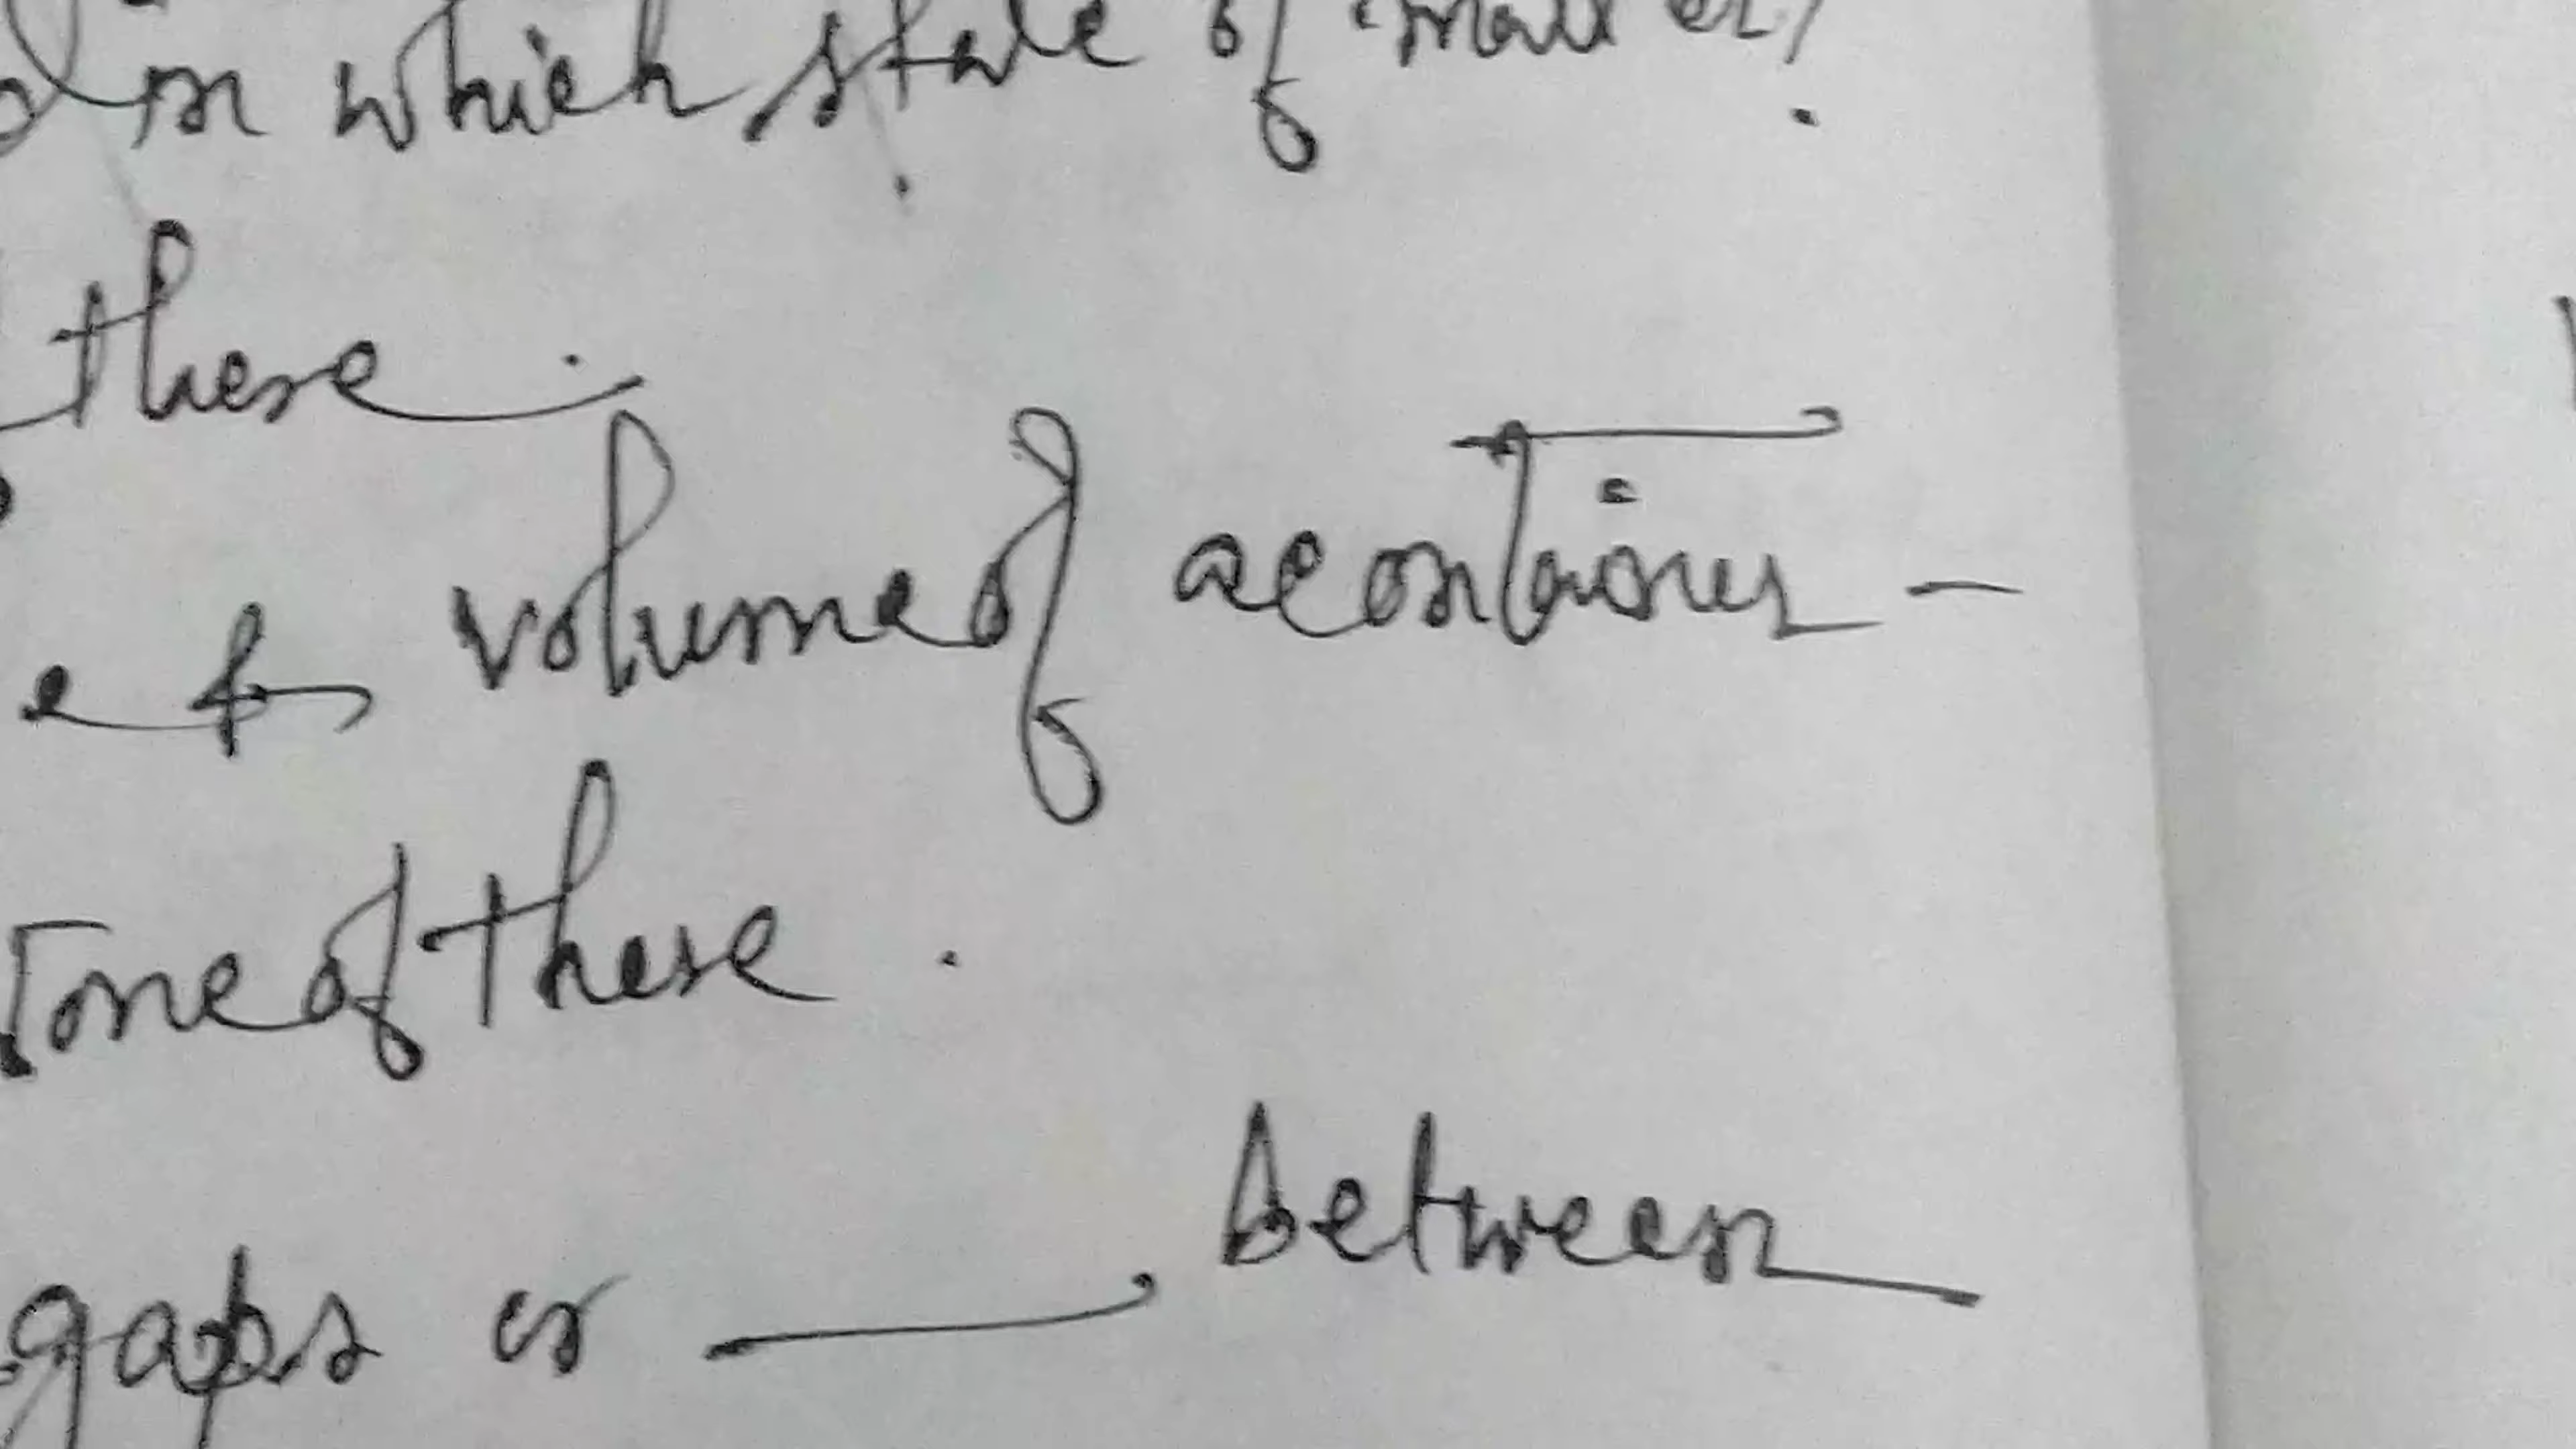 in which state of matter?
these.
e & volume of a container -
one of these.
gaps or ——— between